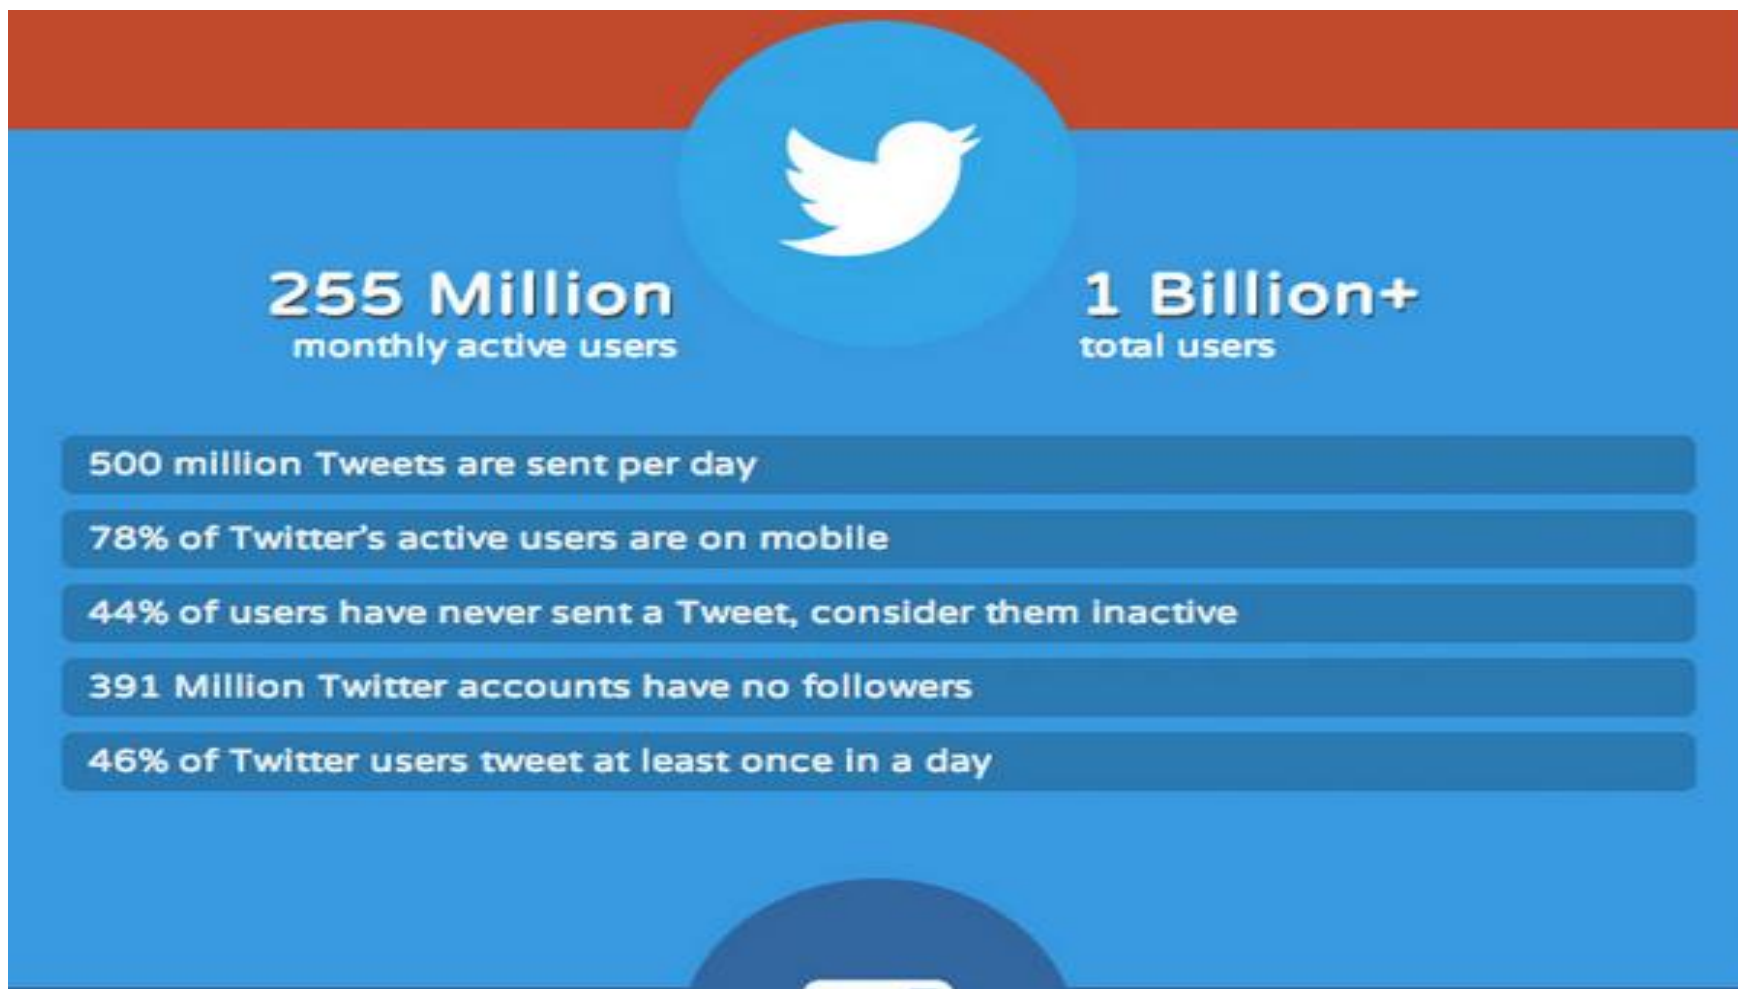 255 Million
monthly active users
1 Billion+
total users
500 million Tweets are sent per day
78% of Twitter's active users are on mobile
44% of users have never sent a Tweet, consider them inactive
391 Million Twitter accounts have no followers
46% of Twitter users tweet at least once in a day